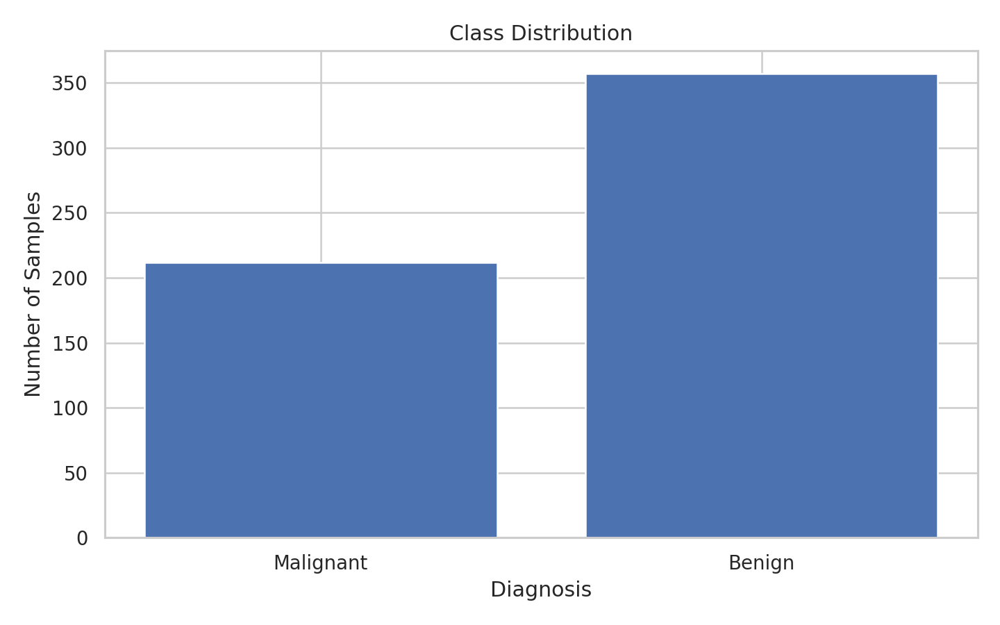 Class Distribution
Number of Samples
350
300
250
200
150
100
50
0
Malignant
Benign
Diagnosis